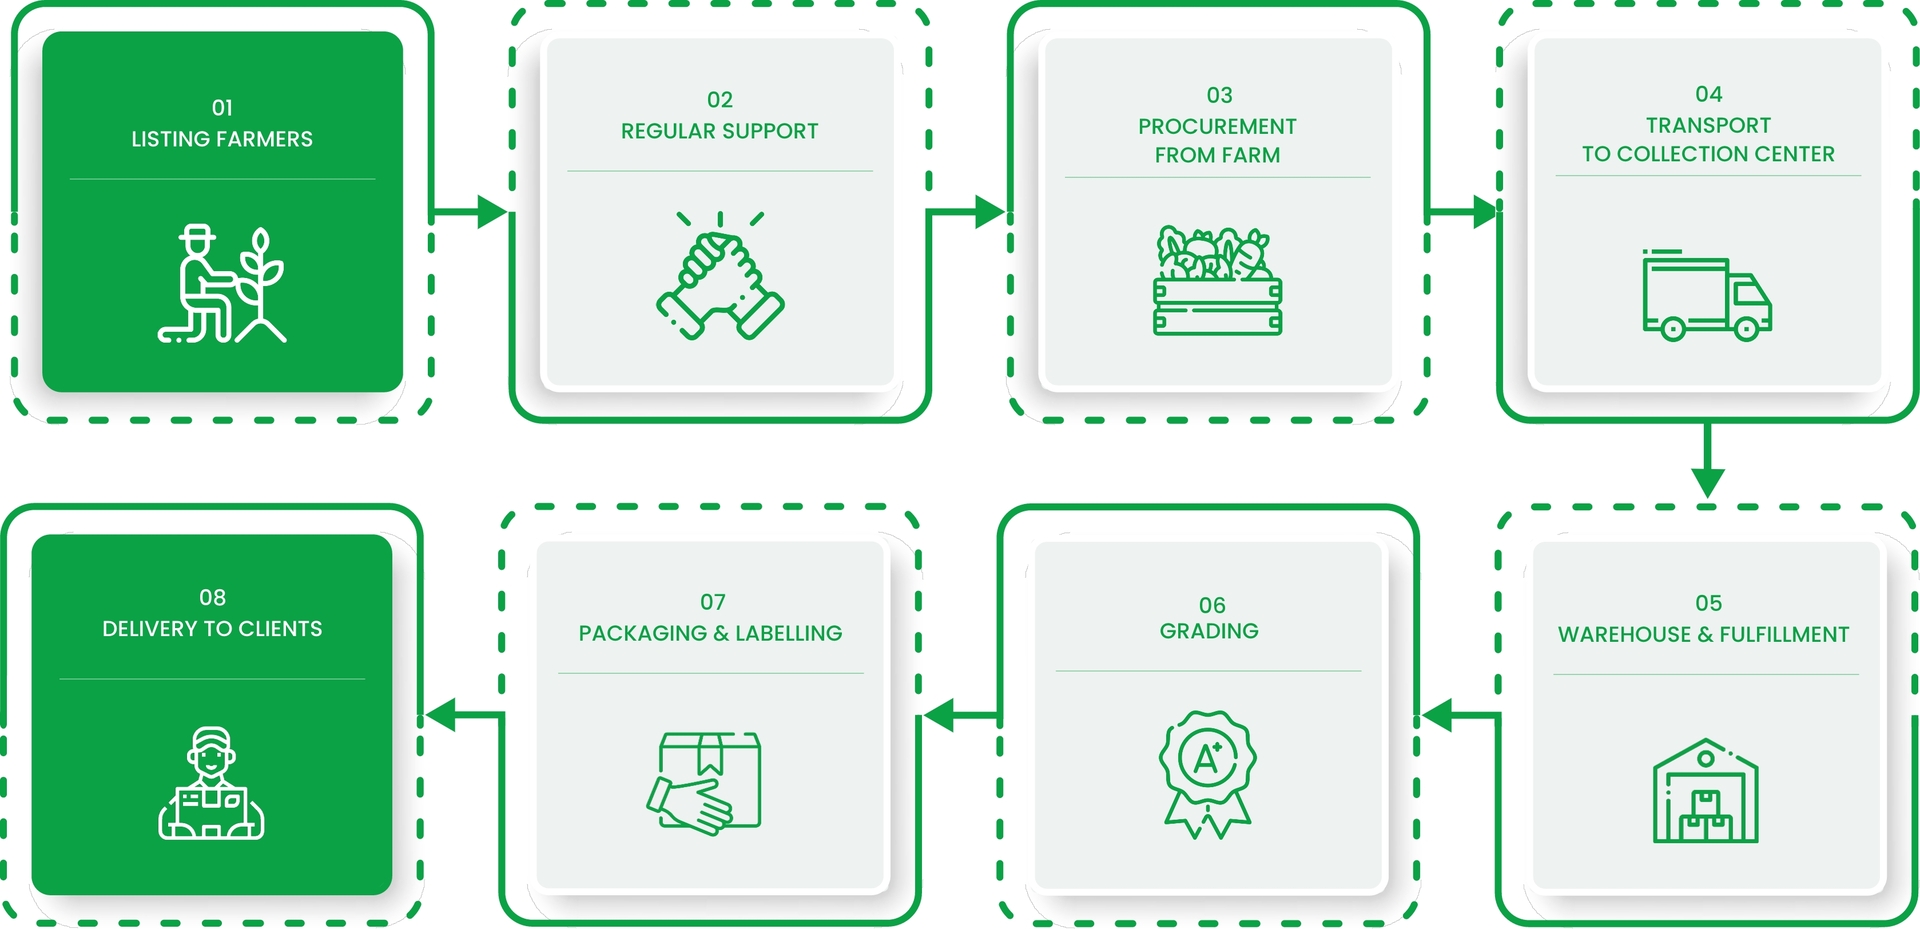 01
LISTING FARMERS
02
REGULAR SUPPORT
03
PROCUREMENT
FROM FARM
04
TRANSPORT
TO COLLECTION CENTER
05
WAREHOUSE & FULFILLMENT
06
GRADING
A+
07
PACKAGING & LABELLING
08
DELIVERY TO CLIENTS